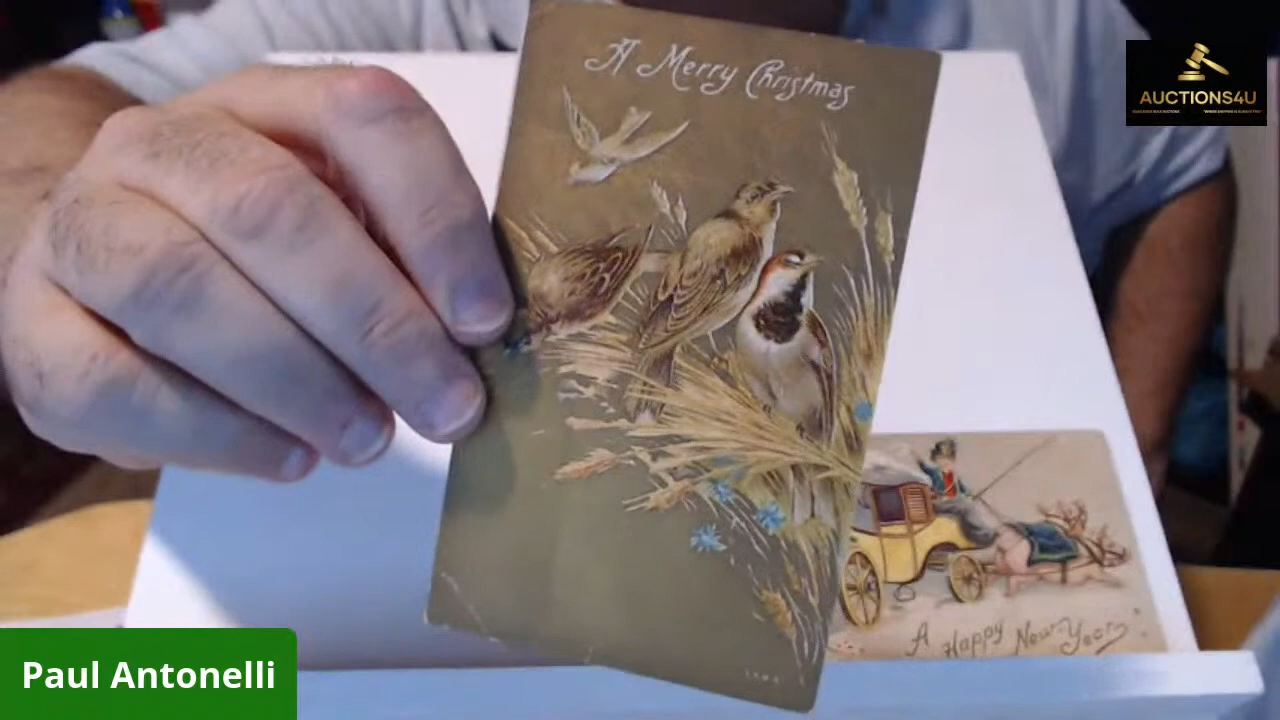 A Merry Christmas
AUCTIONS4U
A Happy New Year
Paul Antonelli